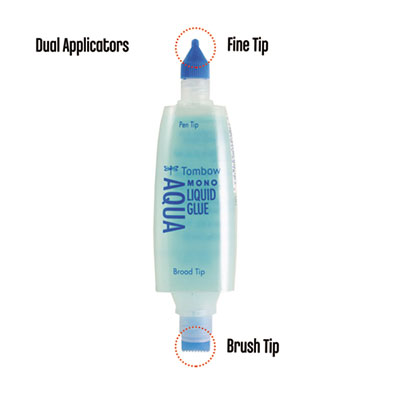 Dual Applicators
Fine Tip
Pen Tip
Tombow
MONO
AQUA
LIQUID
GLUE
Broad Tip
Brush Tip